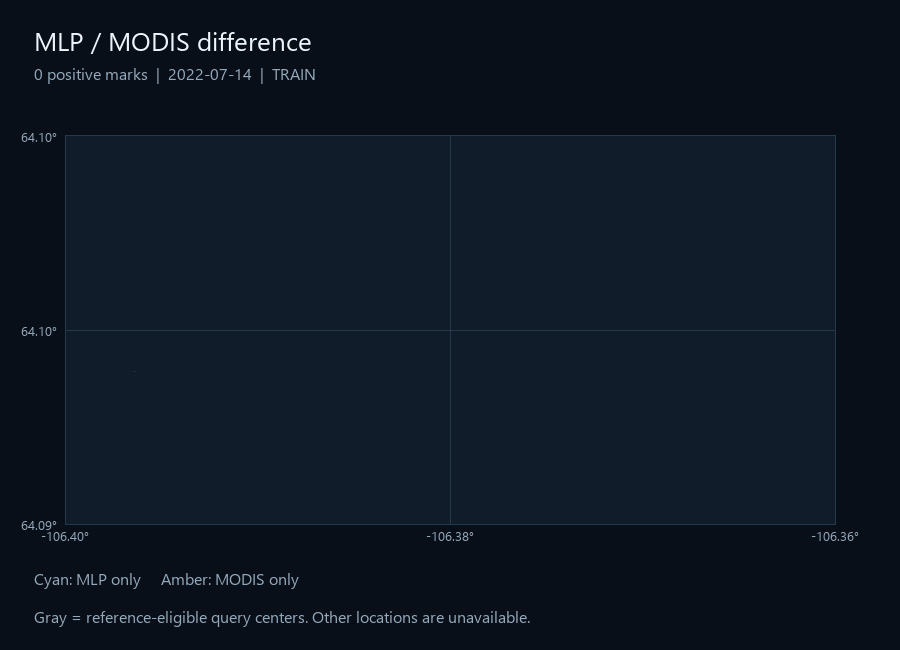 MLP / MODIS difference
0 positive marks | 2022-07-14 | TRAIN
64.10°
64.10°
64.09°
-106.40° -106.38° -106.36°
Cyan: MLP only Amber: MODIS only
Gray = reference-eligible query centers. Other locations are unavailable.